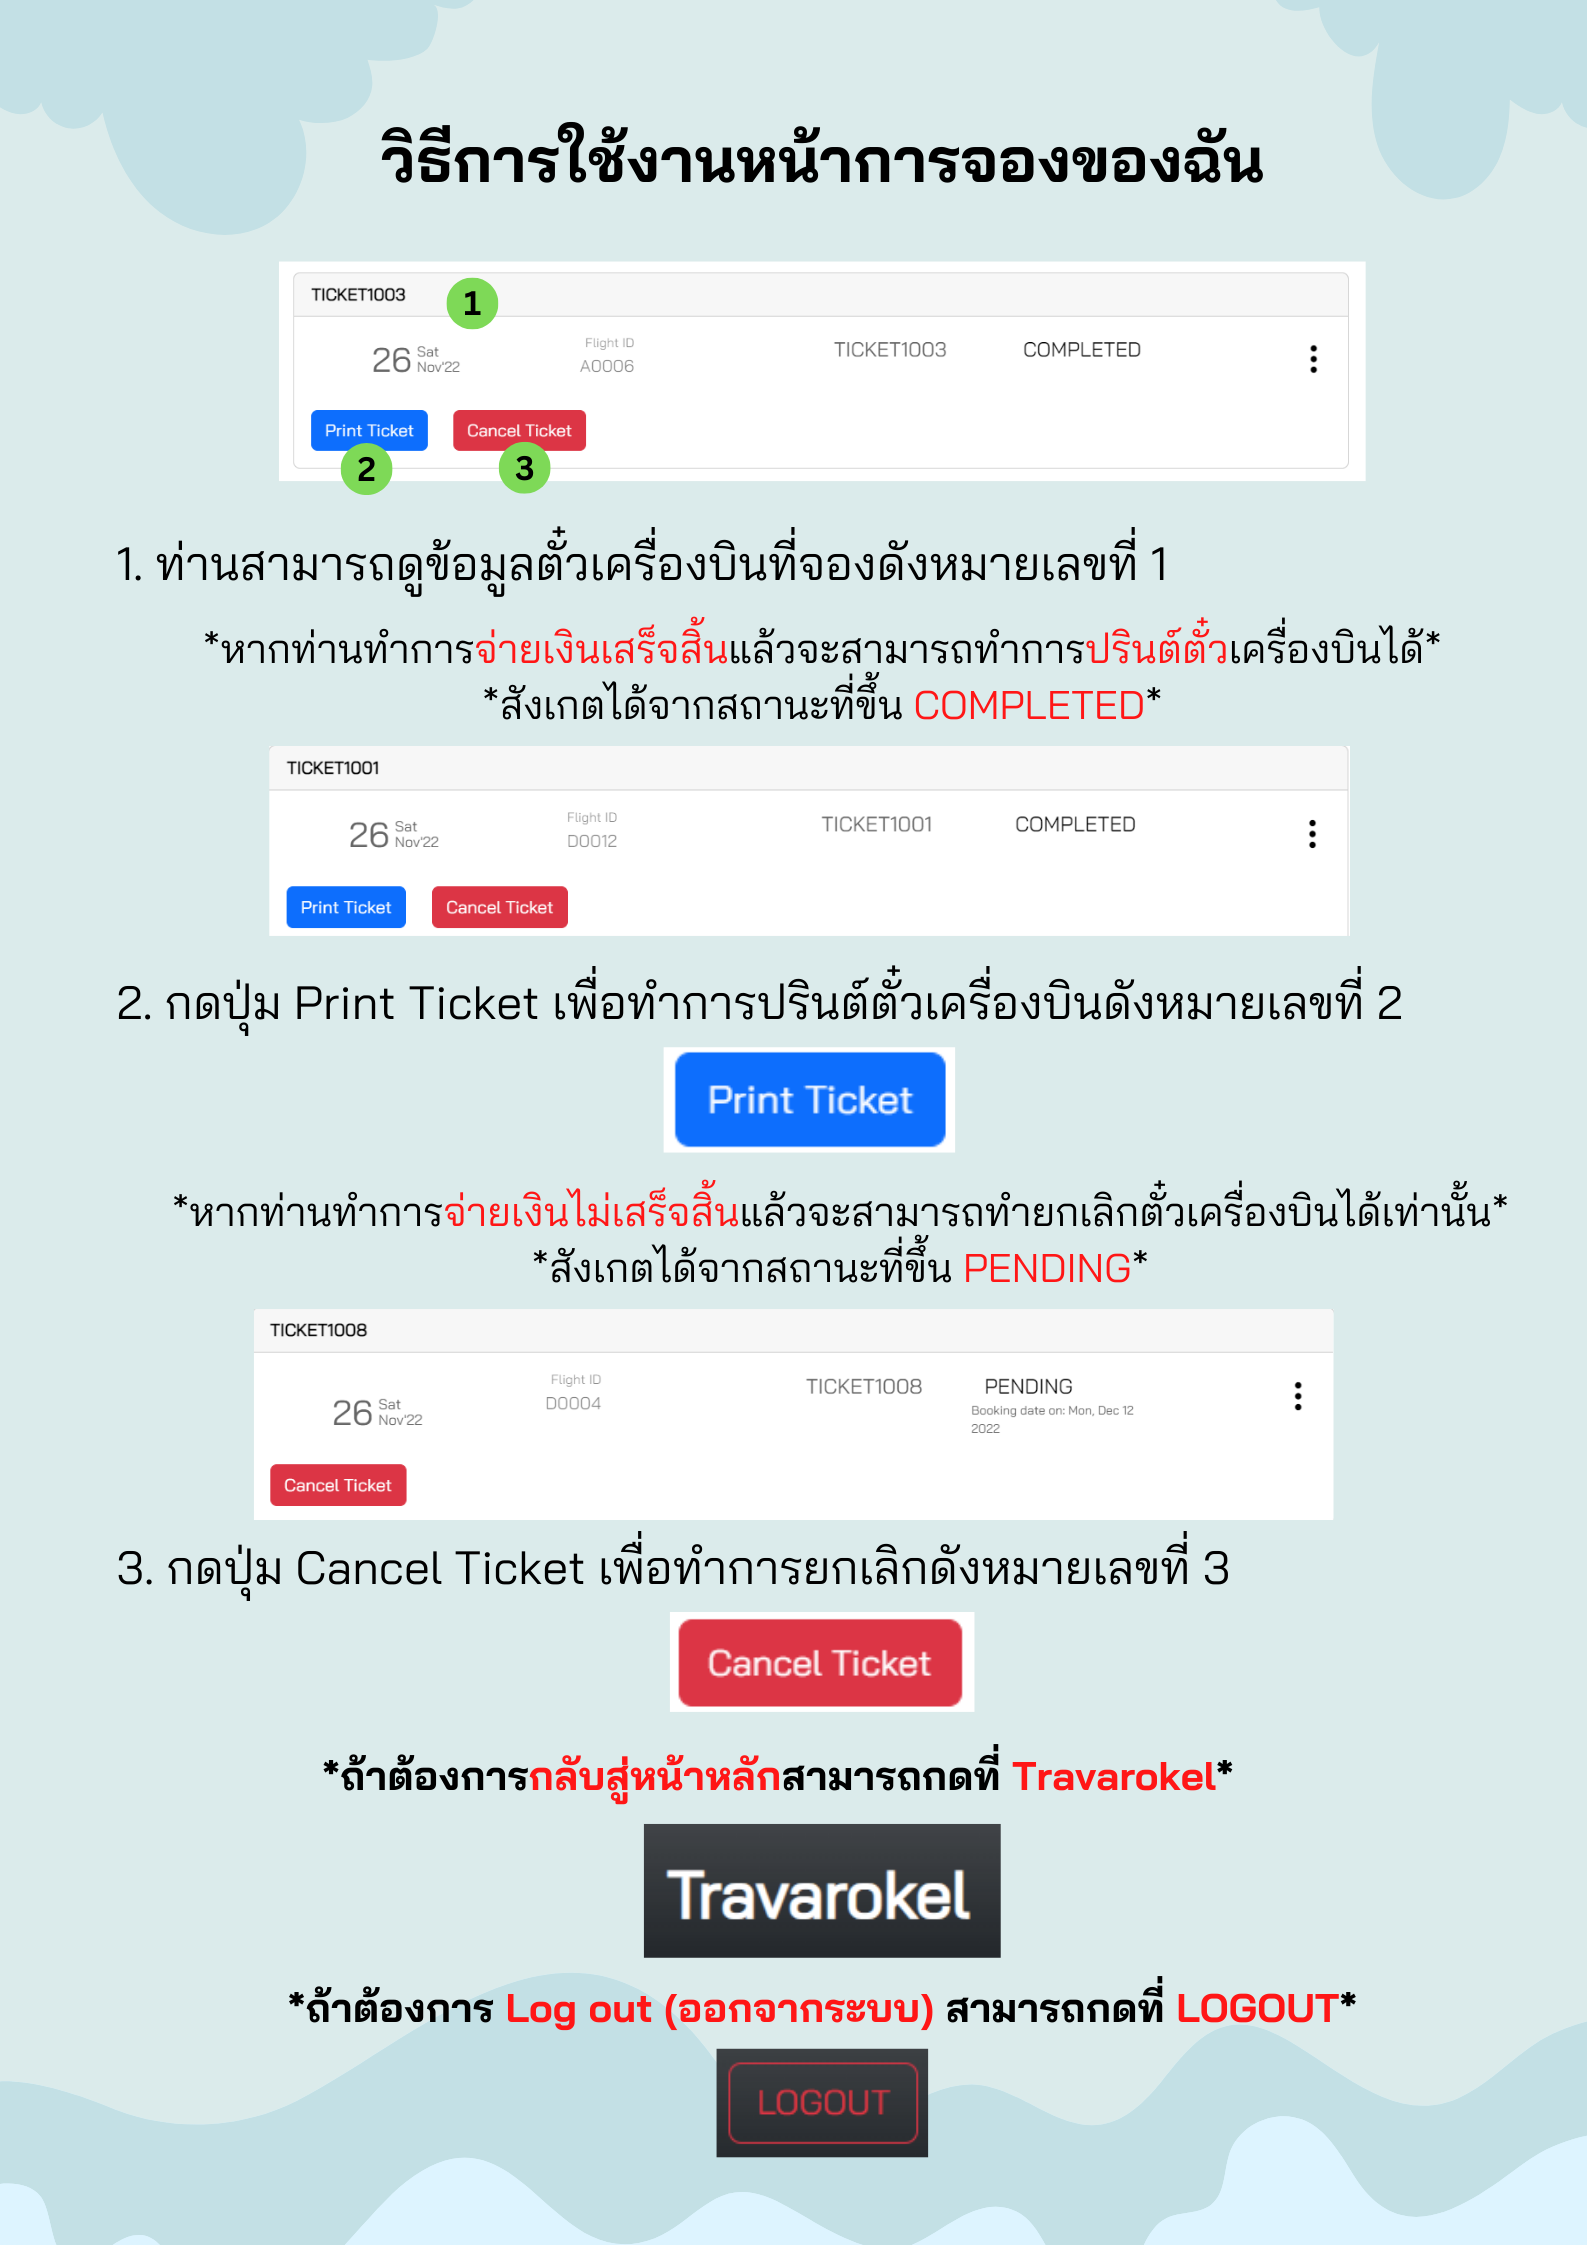 วิธีการใช้งานหน้าการจองของฉัน
TICKET1003
1
26 Sat Nov'22
Flight ID
A0006
TICKET1003
COMPLETED
Print Ticket
Cancel Ticket
2
3
1. ท่านสามารถดูข้อมูลตั๋วเครื่องบินที่จองดังหมายเลขที่ 1
*หากท่านทำการจ่ายเงินเสร็จสิ้นแล้วจะสามารถทำการปรินต์ตั๋วเครื่องบินได้*
*สังเกตได้จากสถานะที่ขึ้น COMPLETED*
TICKET1001
26 Sat Nov'22
Flight ID
D0012
TICKET1001
COMPLETED
Print Ticket
Cancel Ticket
2. กดปุ่ม Print Ticket เพื่อทำการปรินต์ตั๋วเครื่องบินดังหมายเลขที่ 2
Print Ticket
*หากท่านทำการจ่ายเงินไม่เสร็จสิ้นแล้วจะสามารถทำยกเลิกตั๋วเครื่องบินได้เท่านั้น*
*สังเกตได้จากสถานะที่ขึ้น PENDING*
TICKET1008
26 Sat Nov'22
Flight ID
D0004
TICKET1008
PENDING
Booking date on: Mon, Dec 12
2022
Cancel Ticket
3. กดปุ่ม Cancel Ticket เพื่อทำการยกเลิกดังหมายเลขที่ 3
Cancel Ticket
*ถ้าต้องการกลับสู่หน้าหลักสามารถกดที่ Travarokel*
Travarokel
*ถ้าต้องการ Log out (ออกจากระบบ) สามารถกดที่ LOGOUT*
LOGOUT